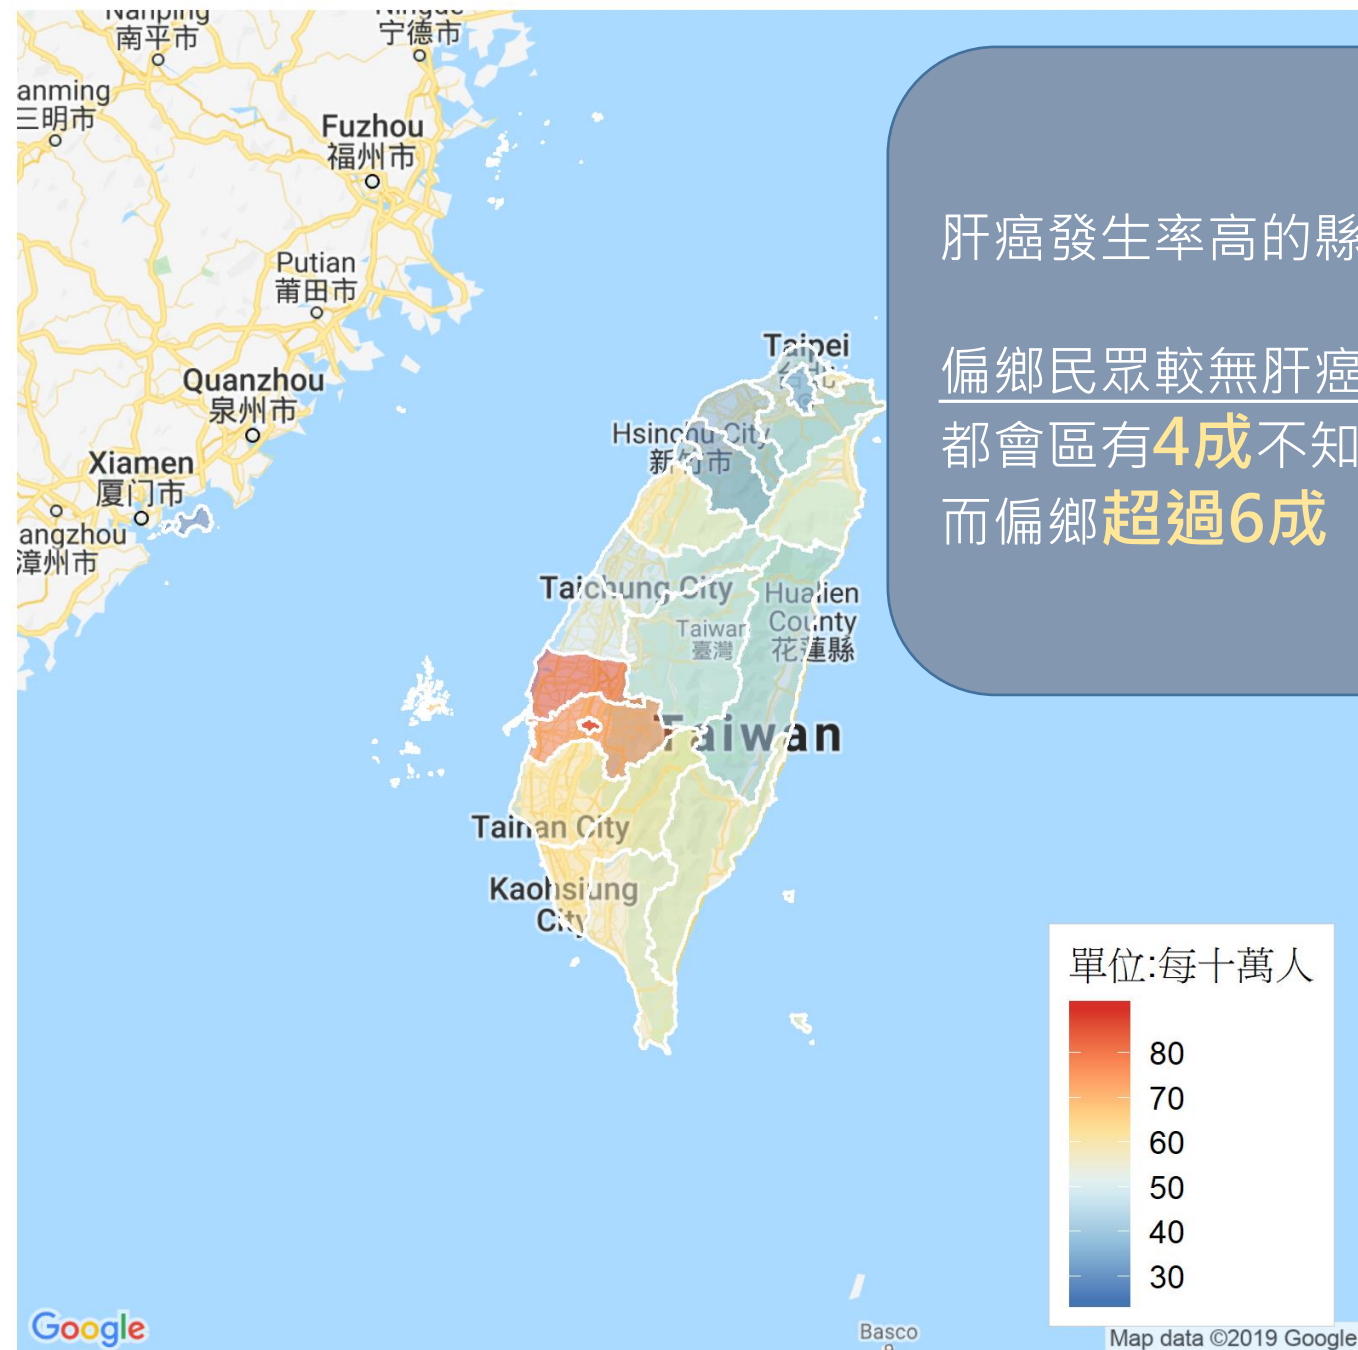 南平市
宁德市
anming
三明市
Fuzhou
福州市
Putian
莆田市
Quanzhou
泉州市
Xiamen
厦门市
angzhou
漳州市
Taipei
台北
Hsinchu City
新竹市
Taichung City
Hualien
County
花蓮縣
Taiwan
臺灣
Taiwan
Tainan City
Kaohsiung
City
肝癌發生率高的縣
偏鄉民眾較無肝癌
都會區有4成不知
而偏鄉超過6成
單位:每十萬人
80
70
60
50
40
30
Basco
Google
Map data ©2019 Google